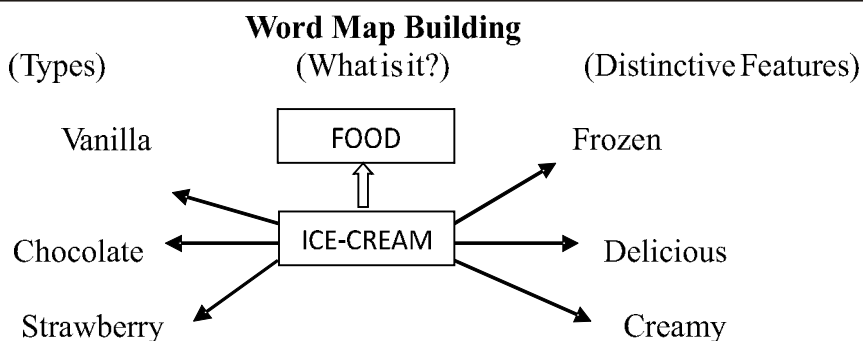 Word Map Building
(Types) (What is it?) (Distinctive Features)
Vanilla FOOD Frozen
Chocolate ICE-CREAM Delicious
Strawberry Creamy